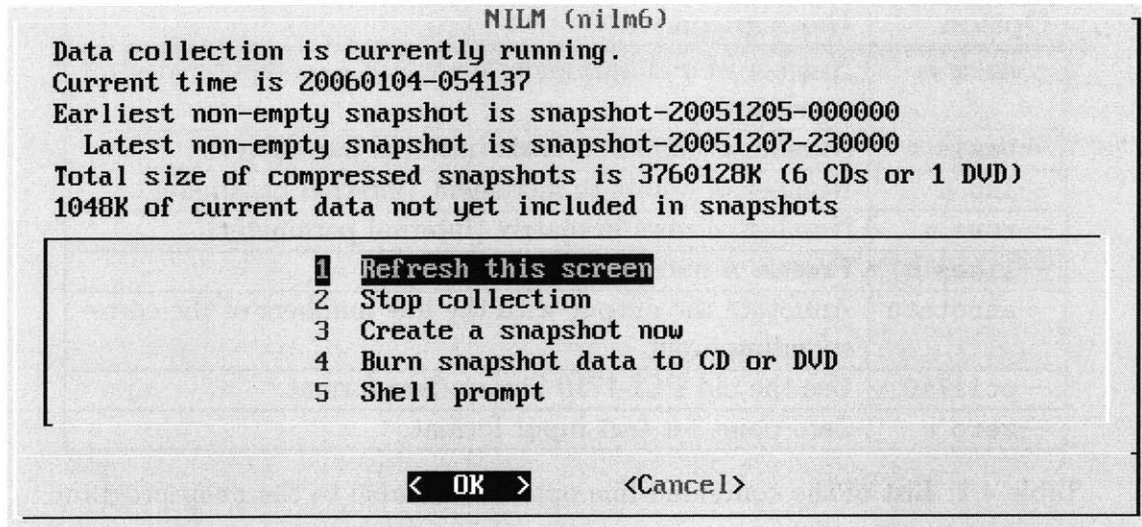 NILM (nilm6)
Data collection is currently running.
Current time is 20060104-054137
Earliest non-empty snapshot is snapshot-20051205-000000
Latest non-empty snapshot is snapshot-20051207-230000
Total size of compressed snapshots is 3760128K (6 CDs or 1 DVD)
1048K of current data not yet included in snapshots
1 Refresh this screen
2 Stop collection
3 Create a snapshot now
4 Burn snapshot data to CD or DVD
5 Shell prompt
< OK > <Cancel>